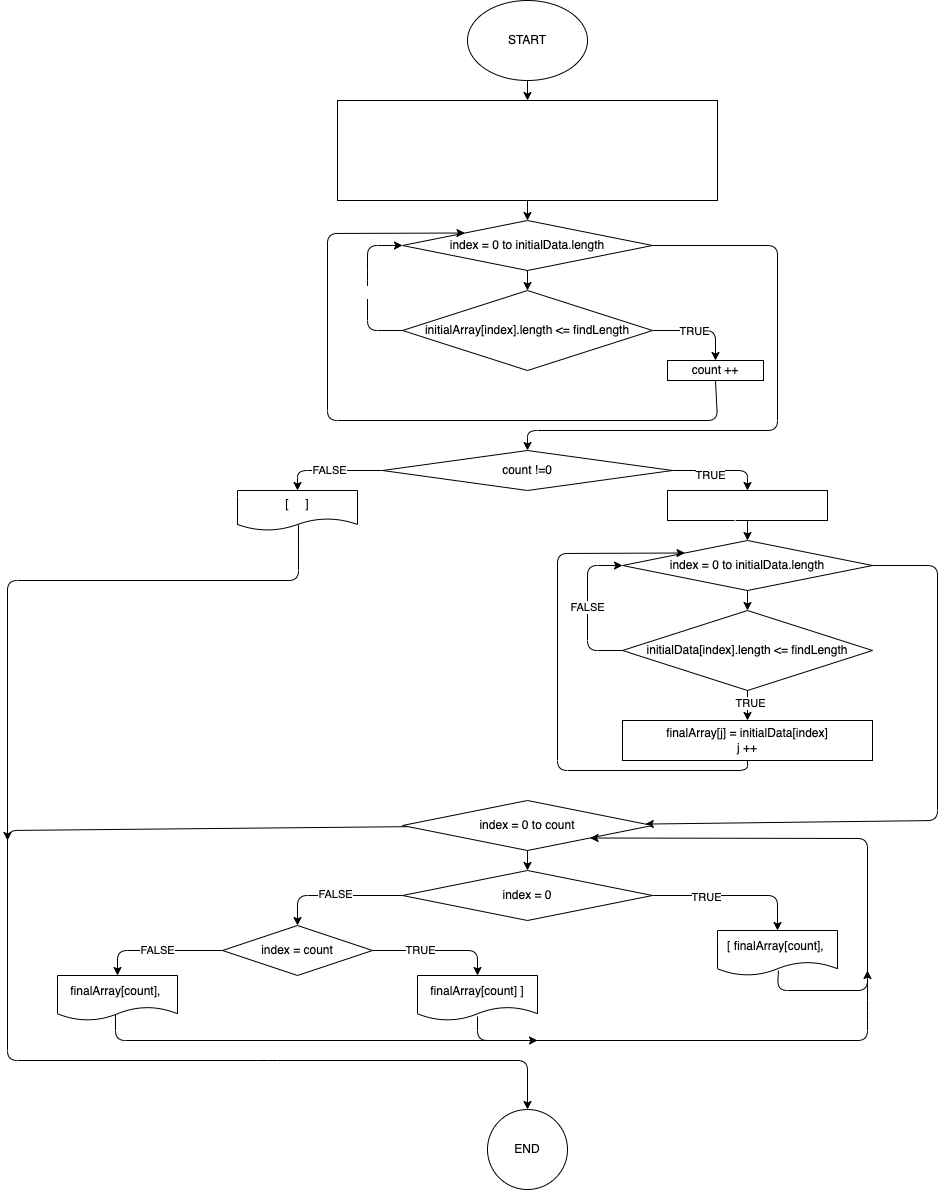 START
index = 0 to initialData.length
initialArray[index].length <= findLength
TRUE
count ++
count !=0
FALSE
TRUE
[     ]
index = 0 to initialData.length
FALSE
initialData[index].length <= findLength
TRUE
finalArray[j] = initialData[index]
j ++
index = 0 to count
index = 0
FALSE
TRUE
[ finalArray[count],
index = count
FALSE
TRUE
finalArray[count],
finalArray[count] ]
END